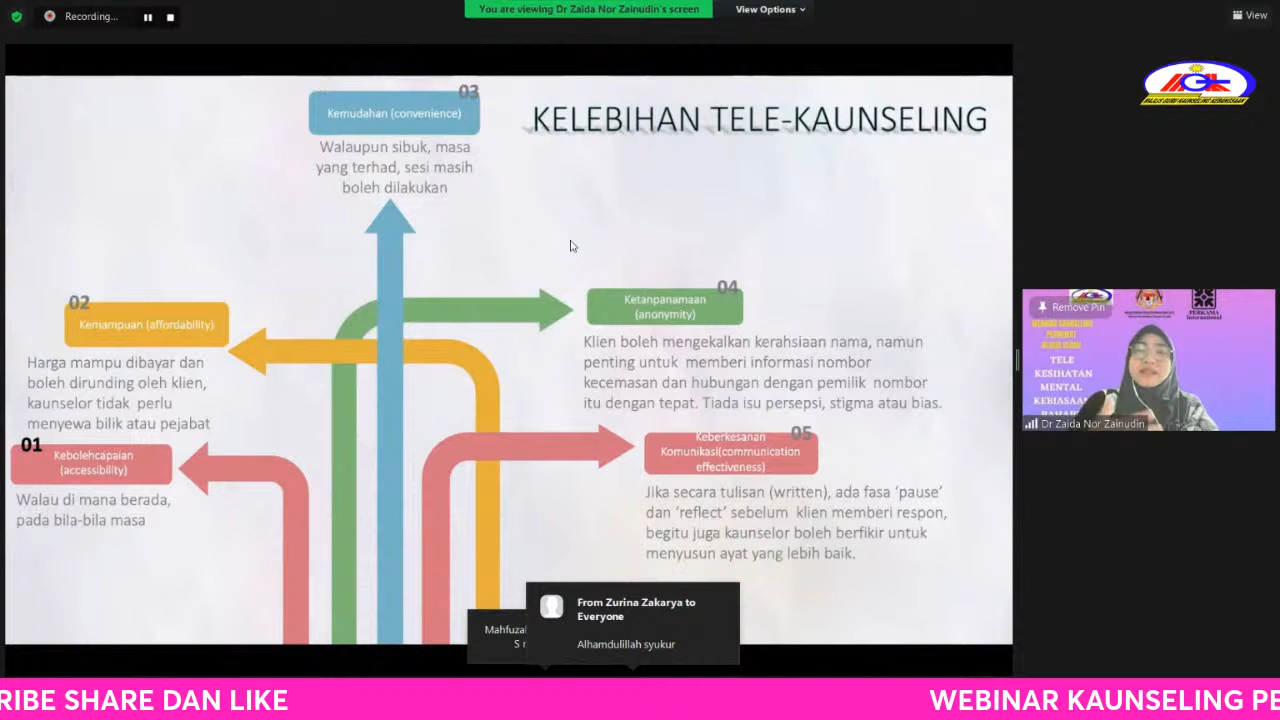 Recording...
You are viewing Dr Zaida Nor Zainudin's screen
View Options
View
KELEBIHAN TELE-KAUNSELING
03
Kemudahan (convenience)
Walaupun sibuk, masa
yang terhad, sesi masih
boleh dilakukan
02
Kemampuan (affordability)
Harga mampu dibayar dan
boleh dirunding oleh klien,
kaunselor tidak perlu
menyewa bilik atau pejabat
01
Kebolehcapaian
(accessibility)
Walau di mana berada,
pada bila-bila masa
04
Ketanpanamaan
(anonymity)
Klien boleh mengekalkan kerahsiaan nama, namun
penting untuk memberi informasi nombor
kecemasan dan hubungan dengan pemilik nombor
itu dengan tepat. Tiada isu persepsi, stigma atau bias.
05
Keberkesanan
Komunikasi(communication
effectiveness)
Jika secara tulisan (written), ada fasa ‘pause’
dan ‘reflect’ sebelum klien memberi respon,
begitu juga kaunselor boleh berfikir untuk
menyusun ayat yang lebih baik.
From Zurina Zakarya to
Everyone
Alhamdulillah syukur
Remove Pin
PERKAMA
International
TELE
KESIHATAN
MENTAL
Dr Zaida Nor Zainudin
MAJLIS GURU KAUNSELING KEBANGSAAN
RIBE SHARE DAN LIKE
WEBINAR KAUNSELING PE